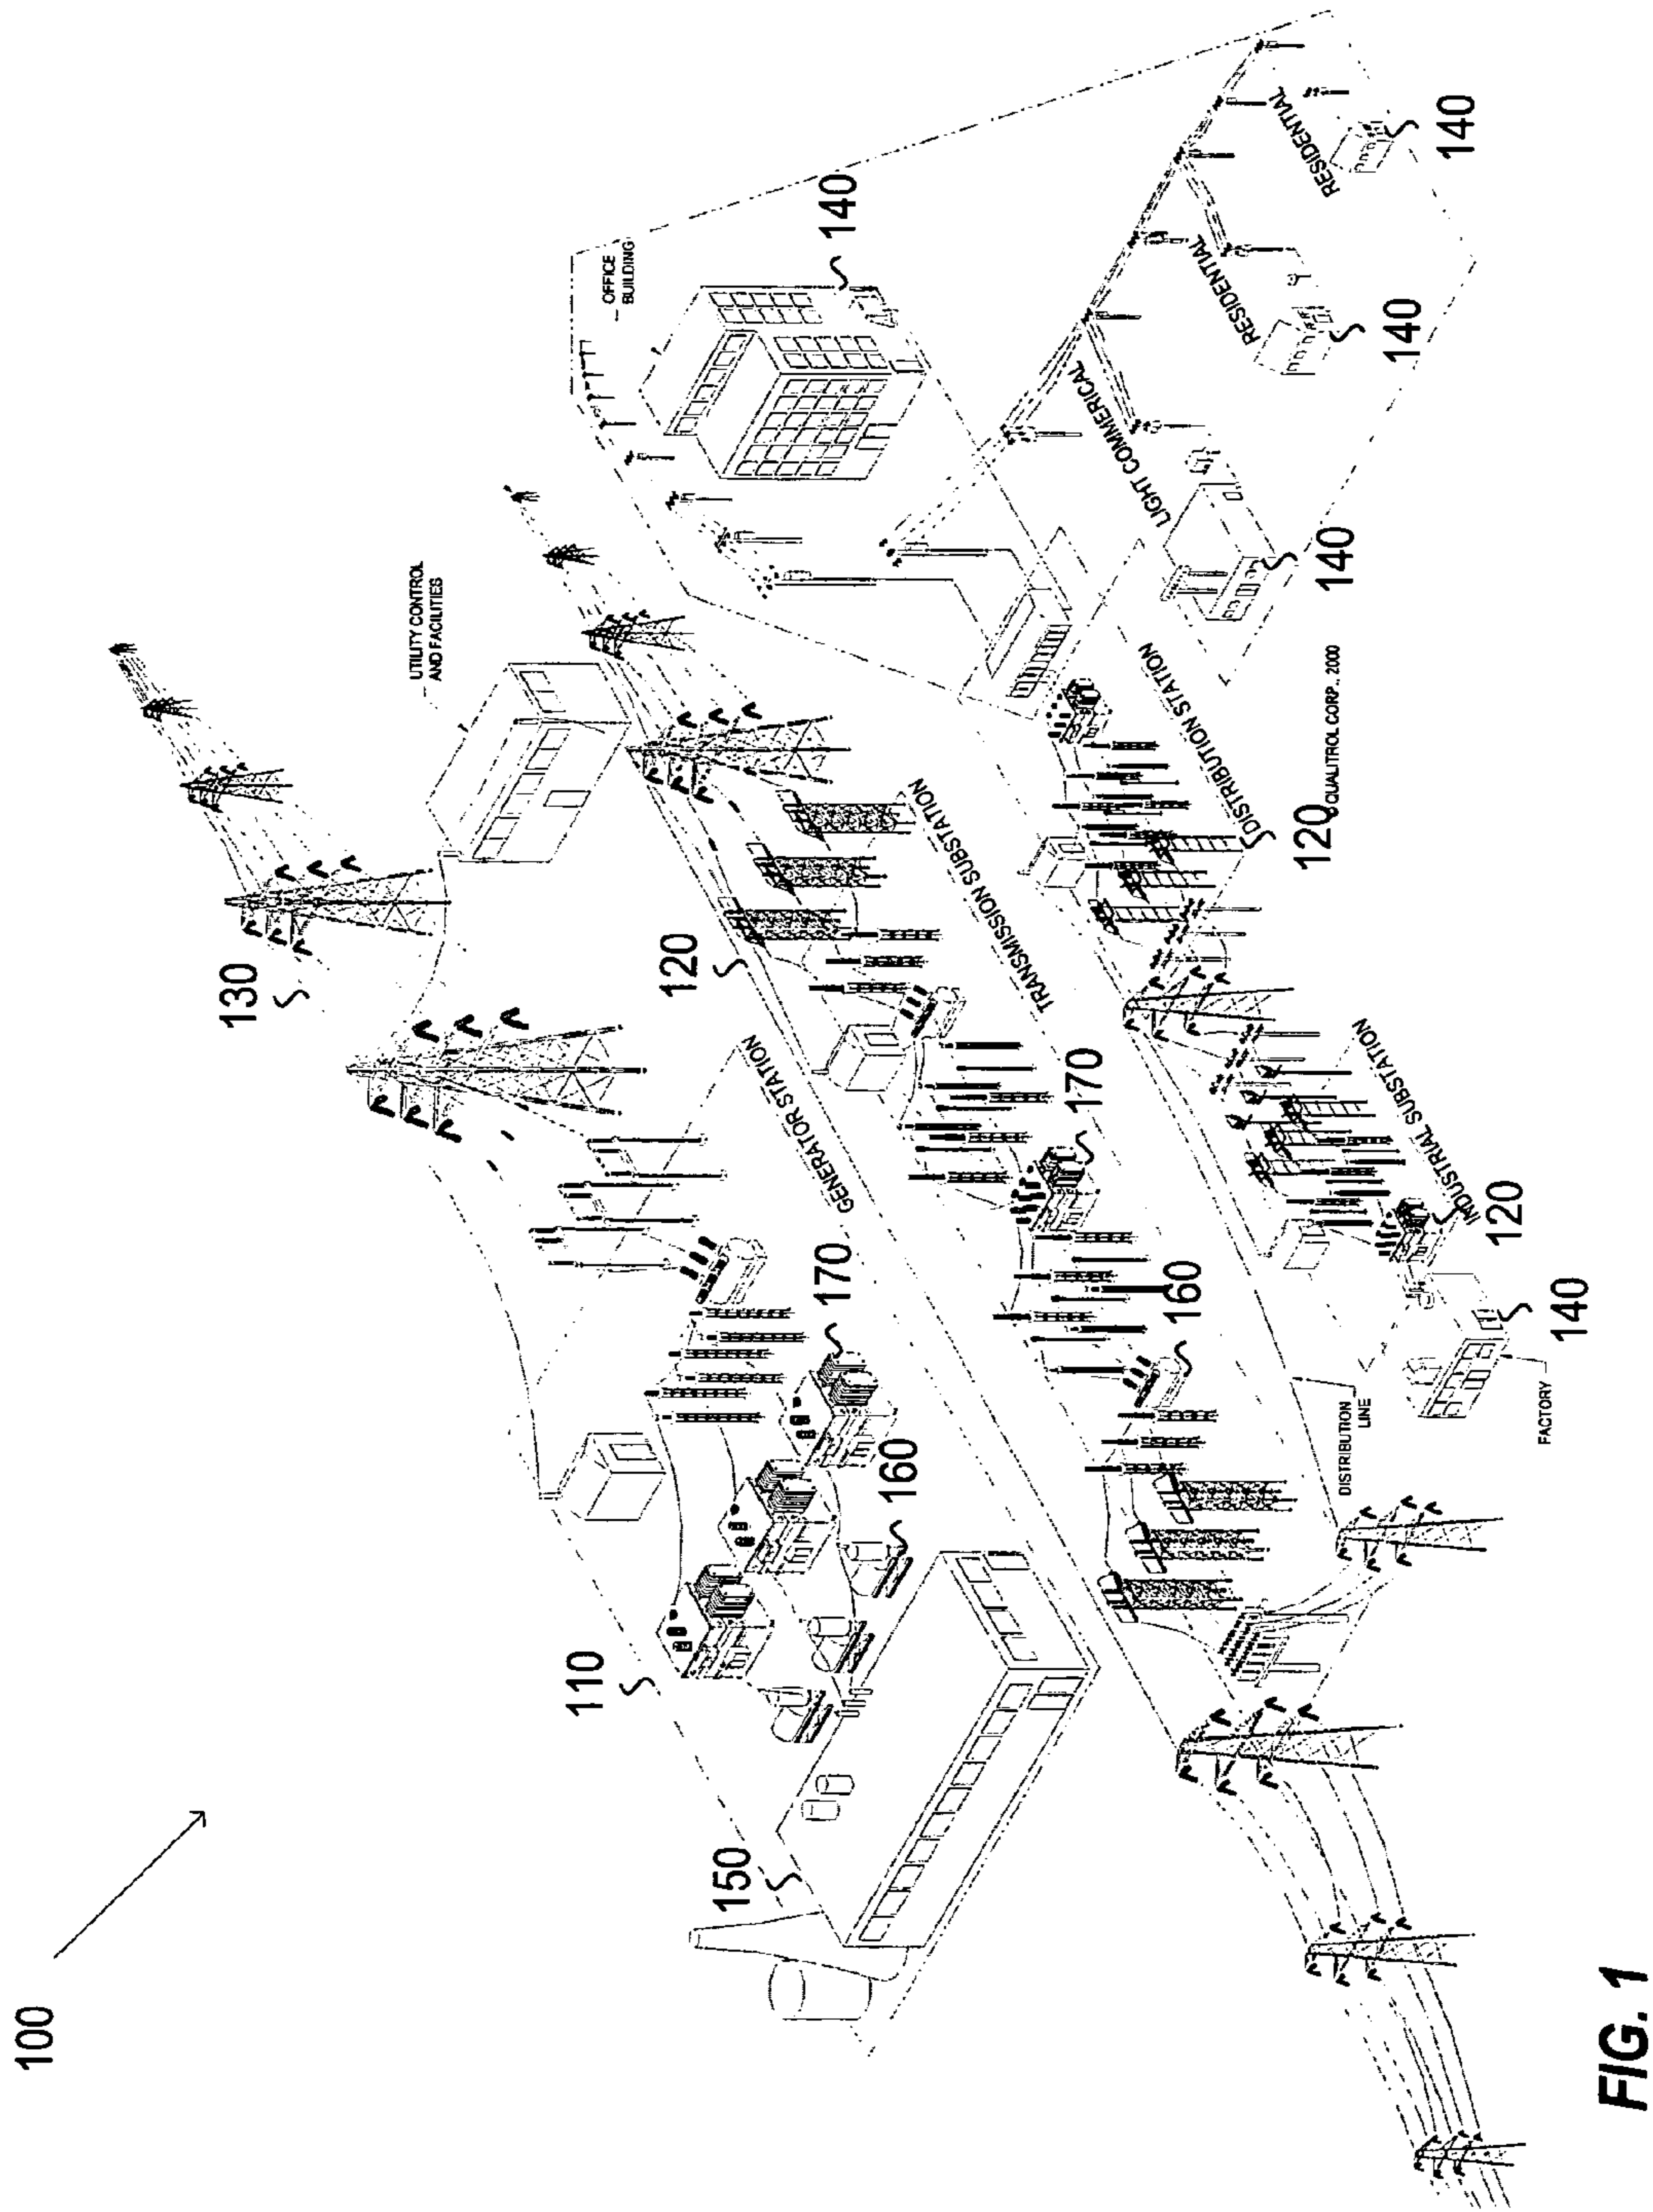 100
130
UTILITY CONTROL
AND FACILITIES
OFFICE
BUILDING
110
120
140
150
GENERATOR STATION
170
160
TRANSMISSION SUBSTATION
170
160
LIGHT COMMERICAL
RESIDENTIAL
RESIDENTIAL
140
140
140
DISTRIBUTION STATION
120
QUALITROL CORP., 2000
INDUSTRIAL SUBSTATION
120
DISTRIBUTION
LINE
140
FACTORY
FIG. 1